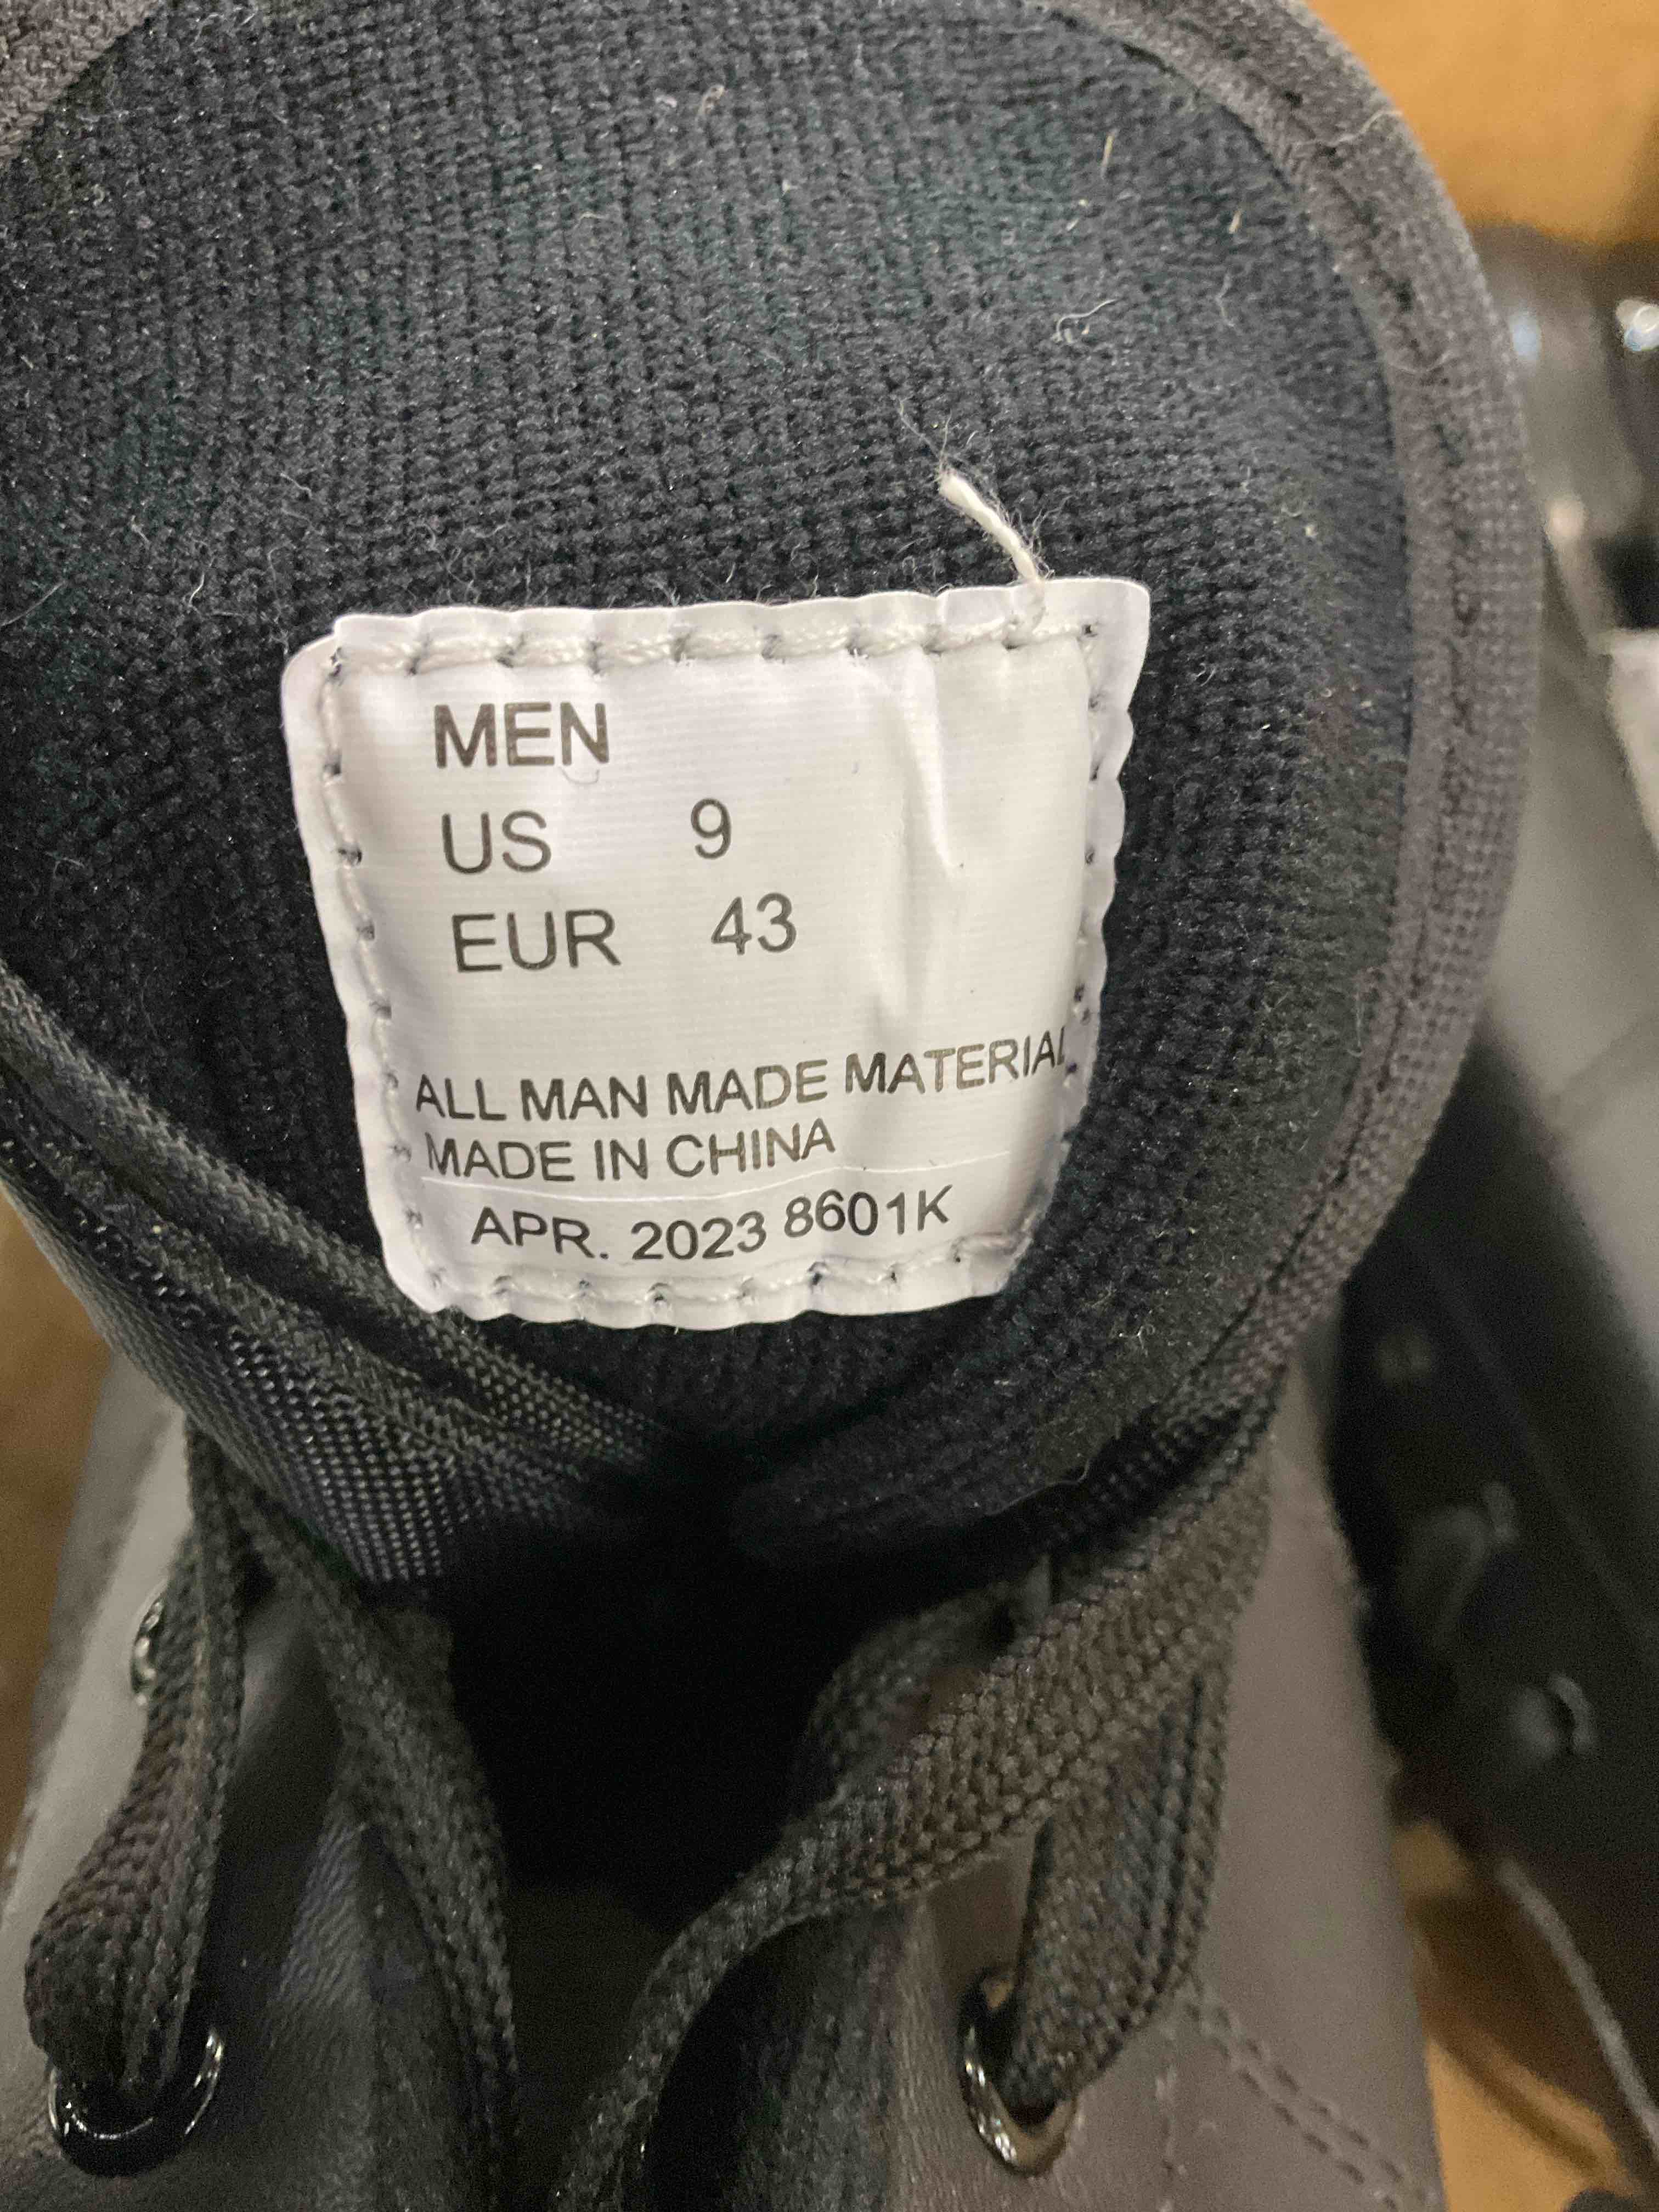 MEN
US 9
EUR 43
ALL MAN MADE MATERIAL
MADE IN CHINA
APR. 2023 8601K